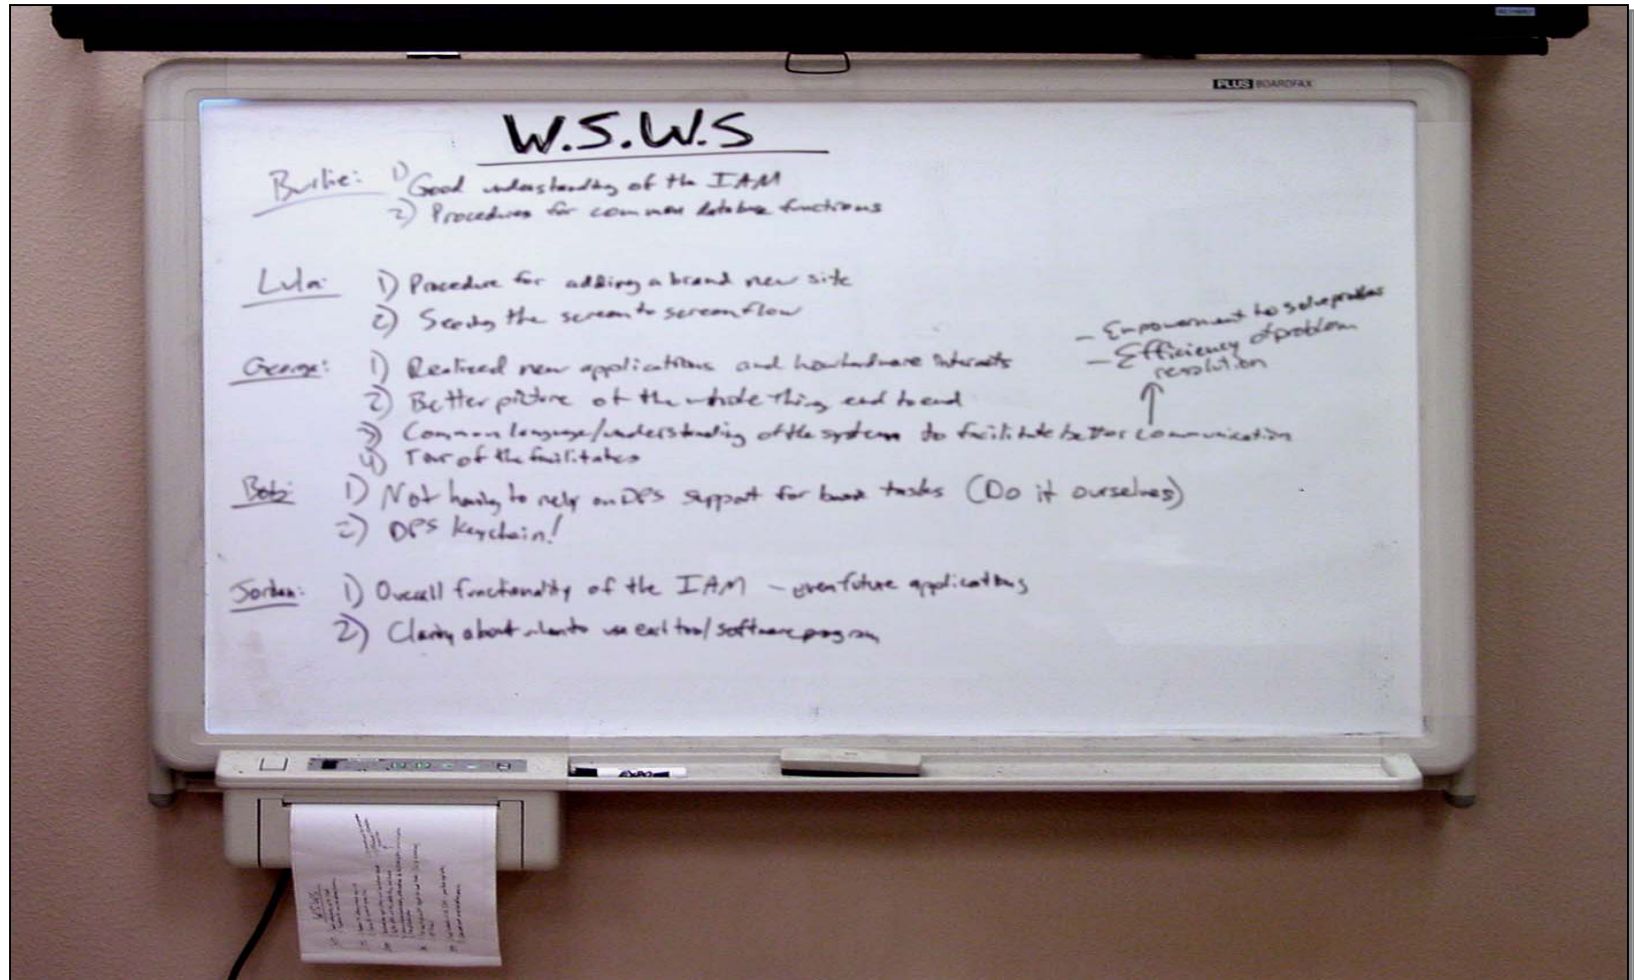 PLUS BOARDFAX
W.S.W.S
Burlie: 1) Good understanding of the IAM
2) Procedures for common database functions
Lula: 1) Procedure for adding a brand new site
2) Seeing the screen to screen flow
- Empowerment to solve problems
- Efficiency of problem
resolution
George: 1) Realized new applications and how hardware interacts
2) Better picture of the whole thing end to end
3) Common language/understanding of the systems to facilitate better communication
4) Tour of the facilitates
1) Not having to rely on DPS support for basic tasks (Do it ourselves)
2) DPS keychain!
Jordan: 1) Overall functionality of the IAM - even future applications
2) Clarity about when to use each tool/software program
EXPO
W.S.W.S